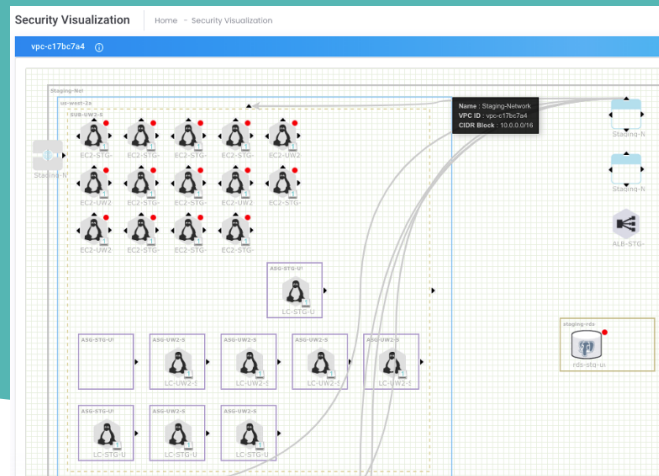 Security Visualization Home - Security Visualization
vpc-c17bc7a4
Staging-Net
us-west-2a
SUB-UW2-S
Name : Staging-Network
VPC ID : vpc-c17bc7a4
CIDR Block : 10.0.0.0/16
EC2-STG- EC2-STG- EC2-STG- EC2-STG- EC2-UW2
Staging-N
Staging-N
EC2-UW2 EC2-STG- EC2-STG- EC2-UW2 EC2-STG-
Staging-N
EC2-UW2 EC2-STG- EC2-STG- EC2-STG-
ALB-STG-
ASG-STG-U
LC-STG-U
staging-rds
rds-stg-u
ASG-STG-U ASG-UW2-S ASG-UW2-S ASG-UW2-S ASG-UW2-S
LC-UW2-S LC-UW2-S LC-UW2-S LC-UW2-S
ASG-STG-U ASG-UW2-S ASG-UW2-S
LC-STG-U LC-STG-U LC-STG-U